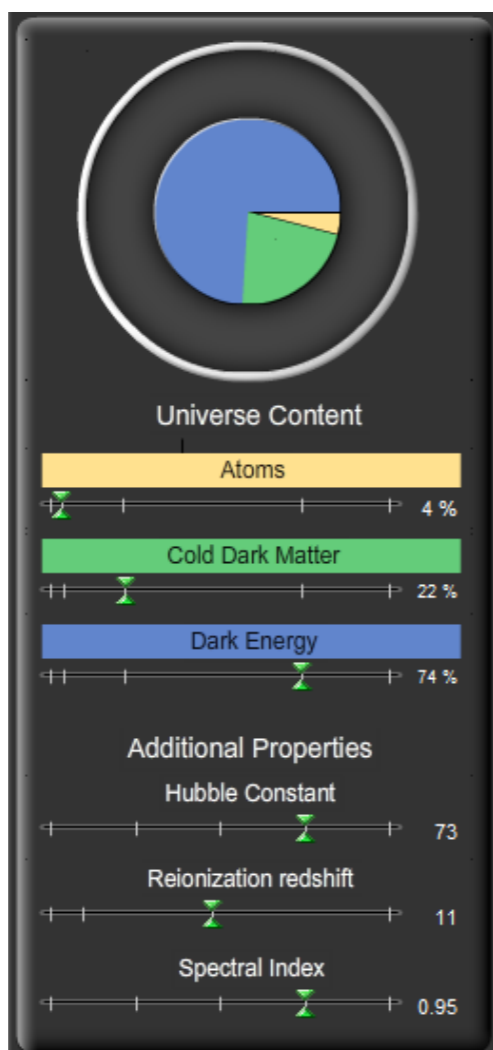 Universe Content
Atoms
4 %
Cold Dark Matter
22 %
Dark Energy
74 %
Additional Properties
Hubble Constant
73
Reionization redshift
11
Spectral Index
0.95